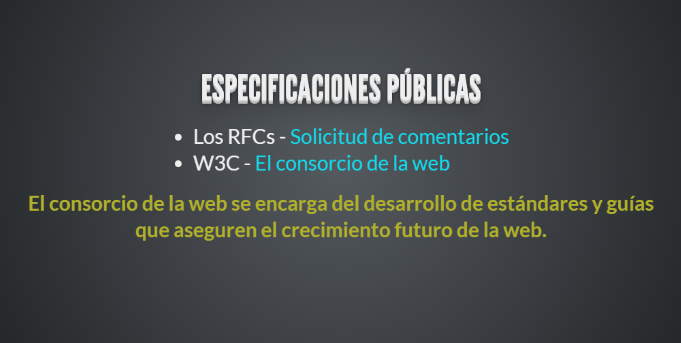 ESPECIFICACIONES PÚBLICAS
• Los RFCs - Solicitud de comentarios
• W3C - El consorcio de la web
El consorcio de la web se encarga del desarrollo de estándares y guías
que aseguren el crecimiento futuro de la web.